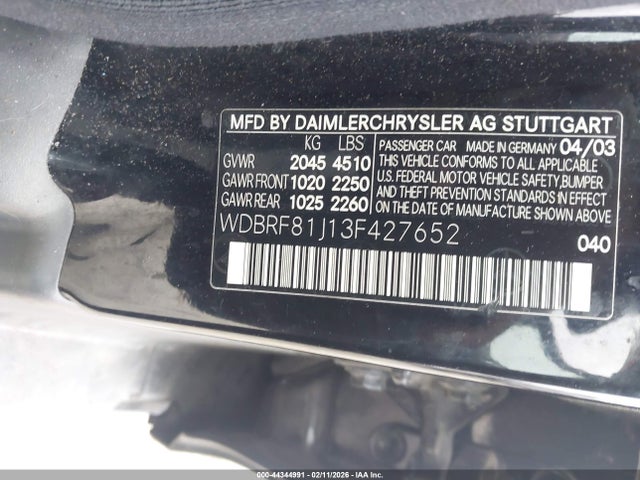 MFD BY DAIMLERCHRYSLER AG STUTTGART
KG LBS
GVWR 2045 4510
GAWR FRONT 1020 2250
GAWR REAR 1025 2260
PASSENGER CAR MADE IN GERMANY 04/03
THIS VEHICLE CONFORMS TO ALL APPLICABLE
U.S. FEDERAL MOTOR VEHICLE SAFETY, BUMPER
AND THEFT PREVENTION STANDARDS IN EFFECT
ON THE DATE OF MANUFACTURE SHOWN ABOVE
WDBRF81J13F427652
040
000-44344991 - 02/11/2026 - IAAI.com